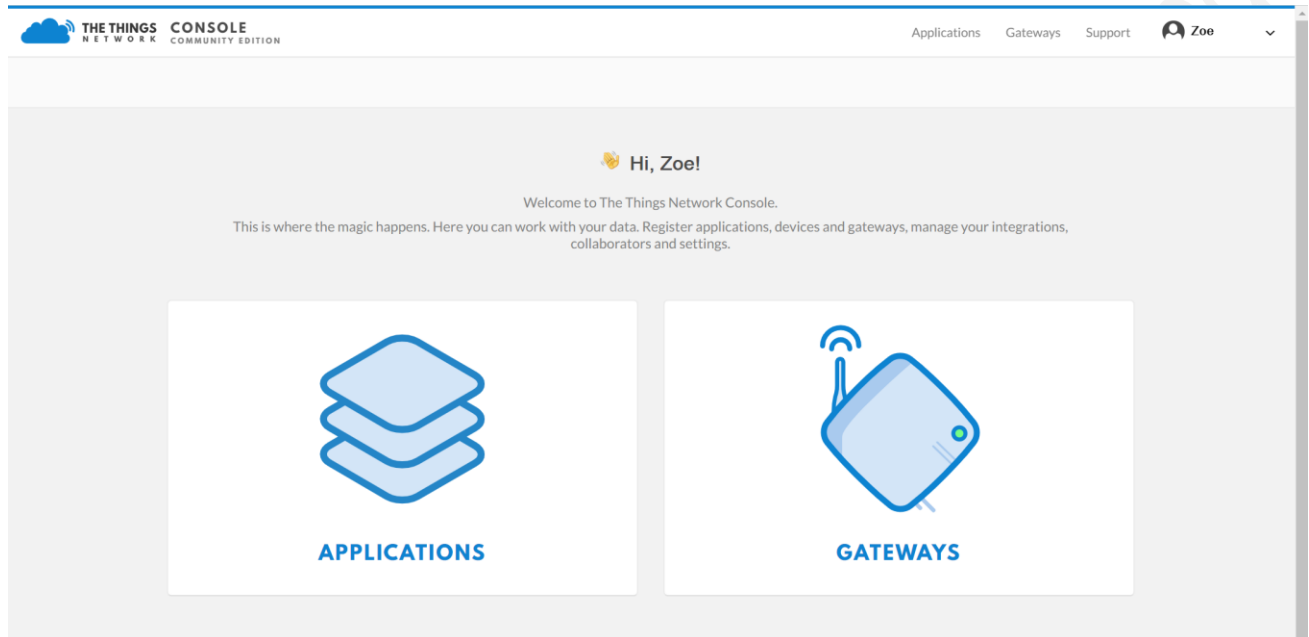 THE THINGS CONSOLE
NETWORK COMMUNITY EDITION
Applications Gateways Support Zoe
Hi, Zoe!
Welcome to The Things Network Console.
This is where the magic happens. Here you can work with your data. Register applications, devices and gateways, manage your integrations,
collaborators and settings.
APPLICATIONS
GATEWAYS